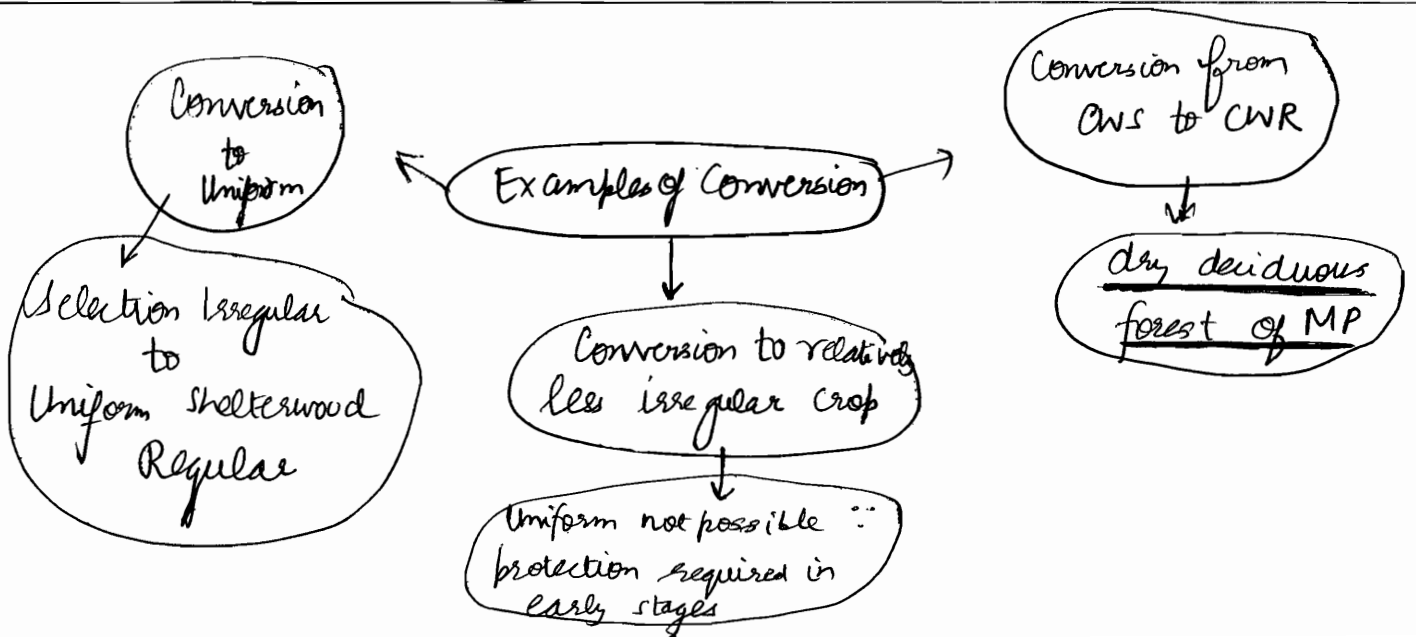 Examples of Conversion
Conversion
to
Uniform
Selection Irregular
to
Uniform Shelterwood
Regular
Conversion to relatively
less irregular crop
Uniform not possible ∵
protection required in
early stages
Conversion from
CWS to CWR
dry deciduous
forest of MP